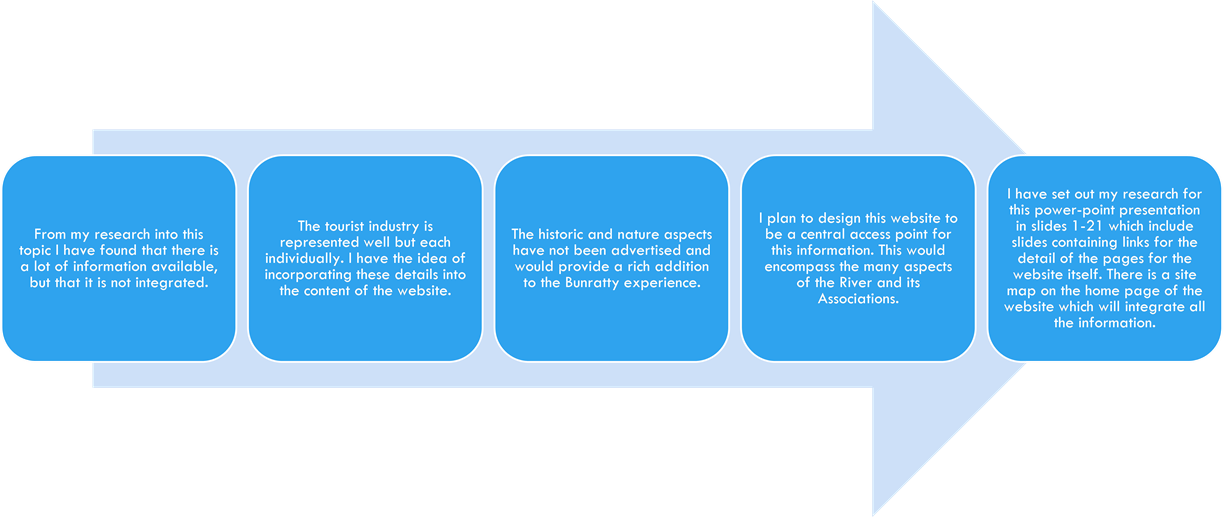 From my research into this
topic I have found that there is
a lot of information available,
but that it is not integrated.
The tourist industry is
represented well but each
individually. I have the idea of
incorporating these details into
the content of the website.
The historic and nature aspects
have not been advertised and
would provide a rich addition
to the Bunratty experience.
I plan to design this website to
be a central access point for
this information. This would
encompass the many aspects
of the River and its
Associations.
I have set out my research for
this power-point presentation
in slides 1-21 which include
slides containing links for the
detail of the pages for the
website itself. There is a site
map on the home page of the
website which will integrate all
the information.